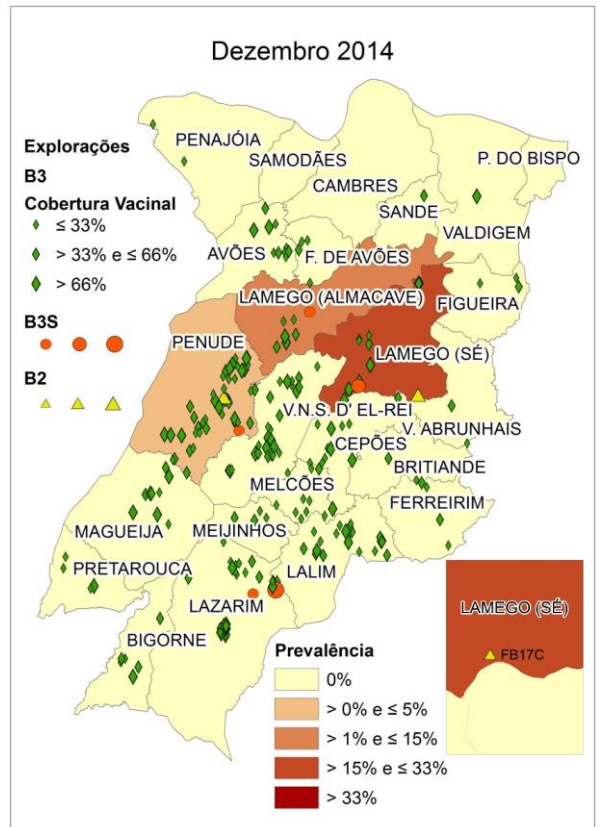 Dezembro 2014
Explorações
B3
Cobertura Vacinal
≤ 33%
> 33% e ≤ 66%
> 66%
B3S
B2
PENAJÓIA
SAMODÃES
P. DO BISPO
CAMBRES
SANDE
VALDIGEM
AVÕES
F. DE AVÕES
LAMEGO (ALMACAVE)
FIGUEIRA
PENUDE
LAMEGO (SÉ)
V.N.S. D' EL-REI
V. ABRUNHAIS
CEPÕES
BRITIANDE
MELCÕES
FERREIRIM
MAGUEIJA
MEIJINHOS
PRETAROUCA
LALIM
LAZARIM
BIGORNE
LAMEGO (SÉ)
FB17C
Prevalência
0%
> 0% e ≤ 5%
> 1% e ≤ 15%
> 15% e ≤ 33%
> 33%